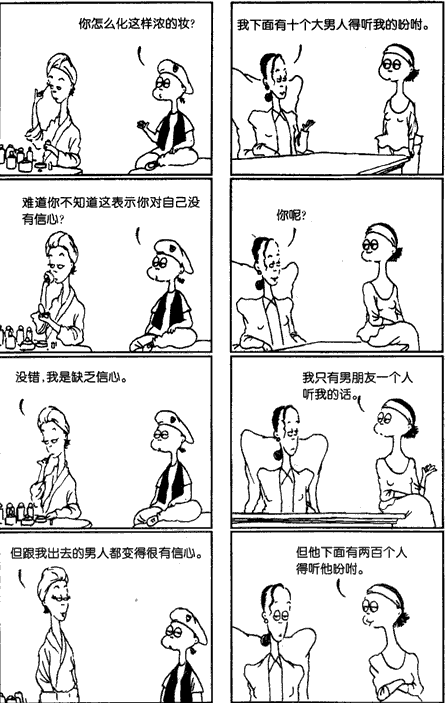 你怎么化这样浓的妆?
难道你不知道这表示你对自己没
有信心?
没错,我是缺乏信心。
但跟我出去的男人都变得很有信心。
我下面有十个大男人得听我的吩咐。
你呢?
我只有男朋友一个人
听我的话。
但他下面有两百个人
得听他吩咐。